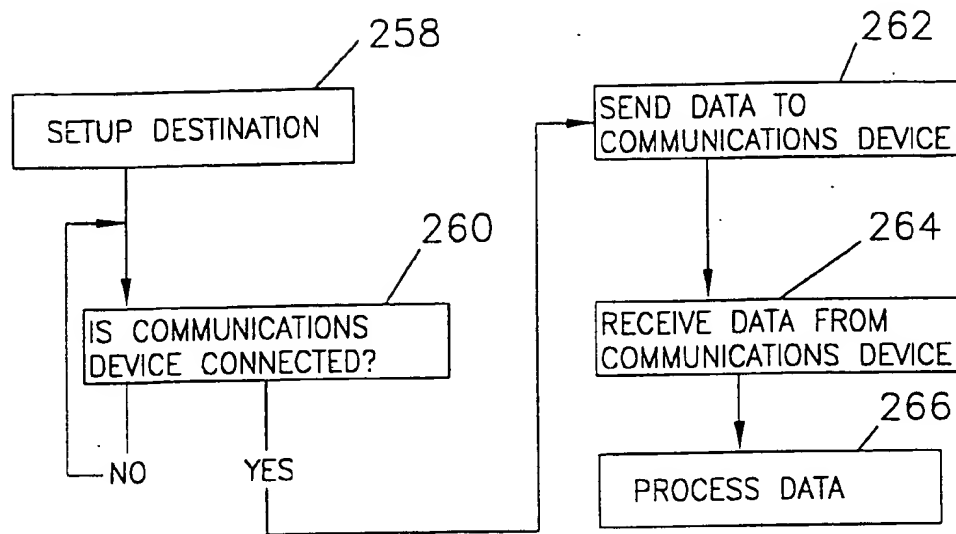 258
SETUP DESTINATION
260
IS COMMUNICATIONS
DEVICE CONNECTED?
NO
YES
262
SEND DATA TO
COMMUNICATIONS DEVICE
264
RECEIVE DATA FROM
COMMUNICATIONS DEVICE
266
PROCESS DATA